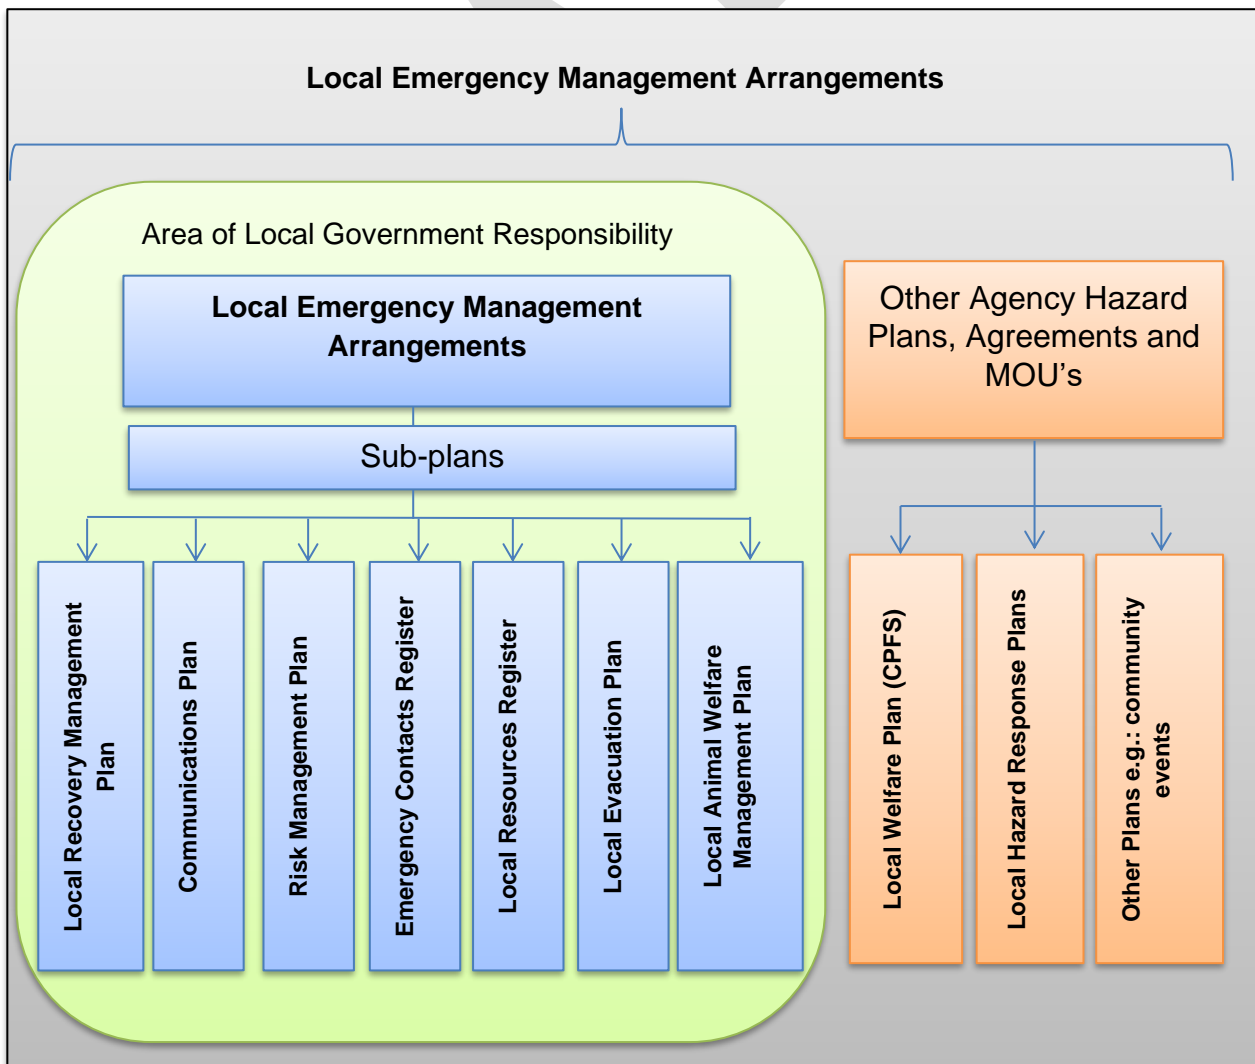 Local Emergency Management Arrangements
Area of Local Government Responsibility
Local Emergency Management
Arrangements
Sub-plans
Local Recovery Management
Plan
Communications Plan
Risk Management Plan
Emergency Contacts Register
Local Resources Register
Local Evacuation Plan
Local Animal Welfare
Management Plan
Other Agency Hazard
Plans, Agreements and
MOU’s
Local Welfare Plan (CPFS)
Local Hazard Response Plans
Other Plans e.g.: community
events